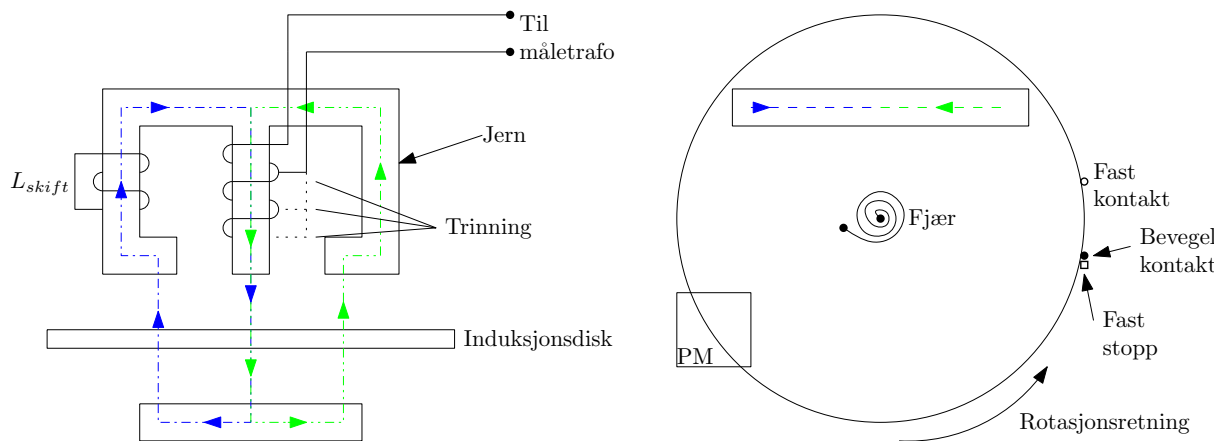 Til
måletrafo
Jern
L_skift
Trinning
Induksjonsdisk
Fast
kontakt
Fjær
Bevegel
kontakt
Fast
stopp
PM
Rotasjonsretning